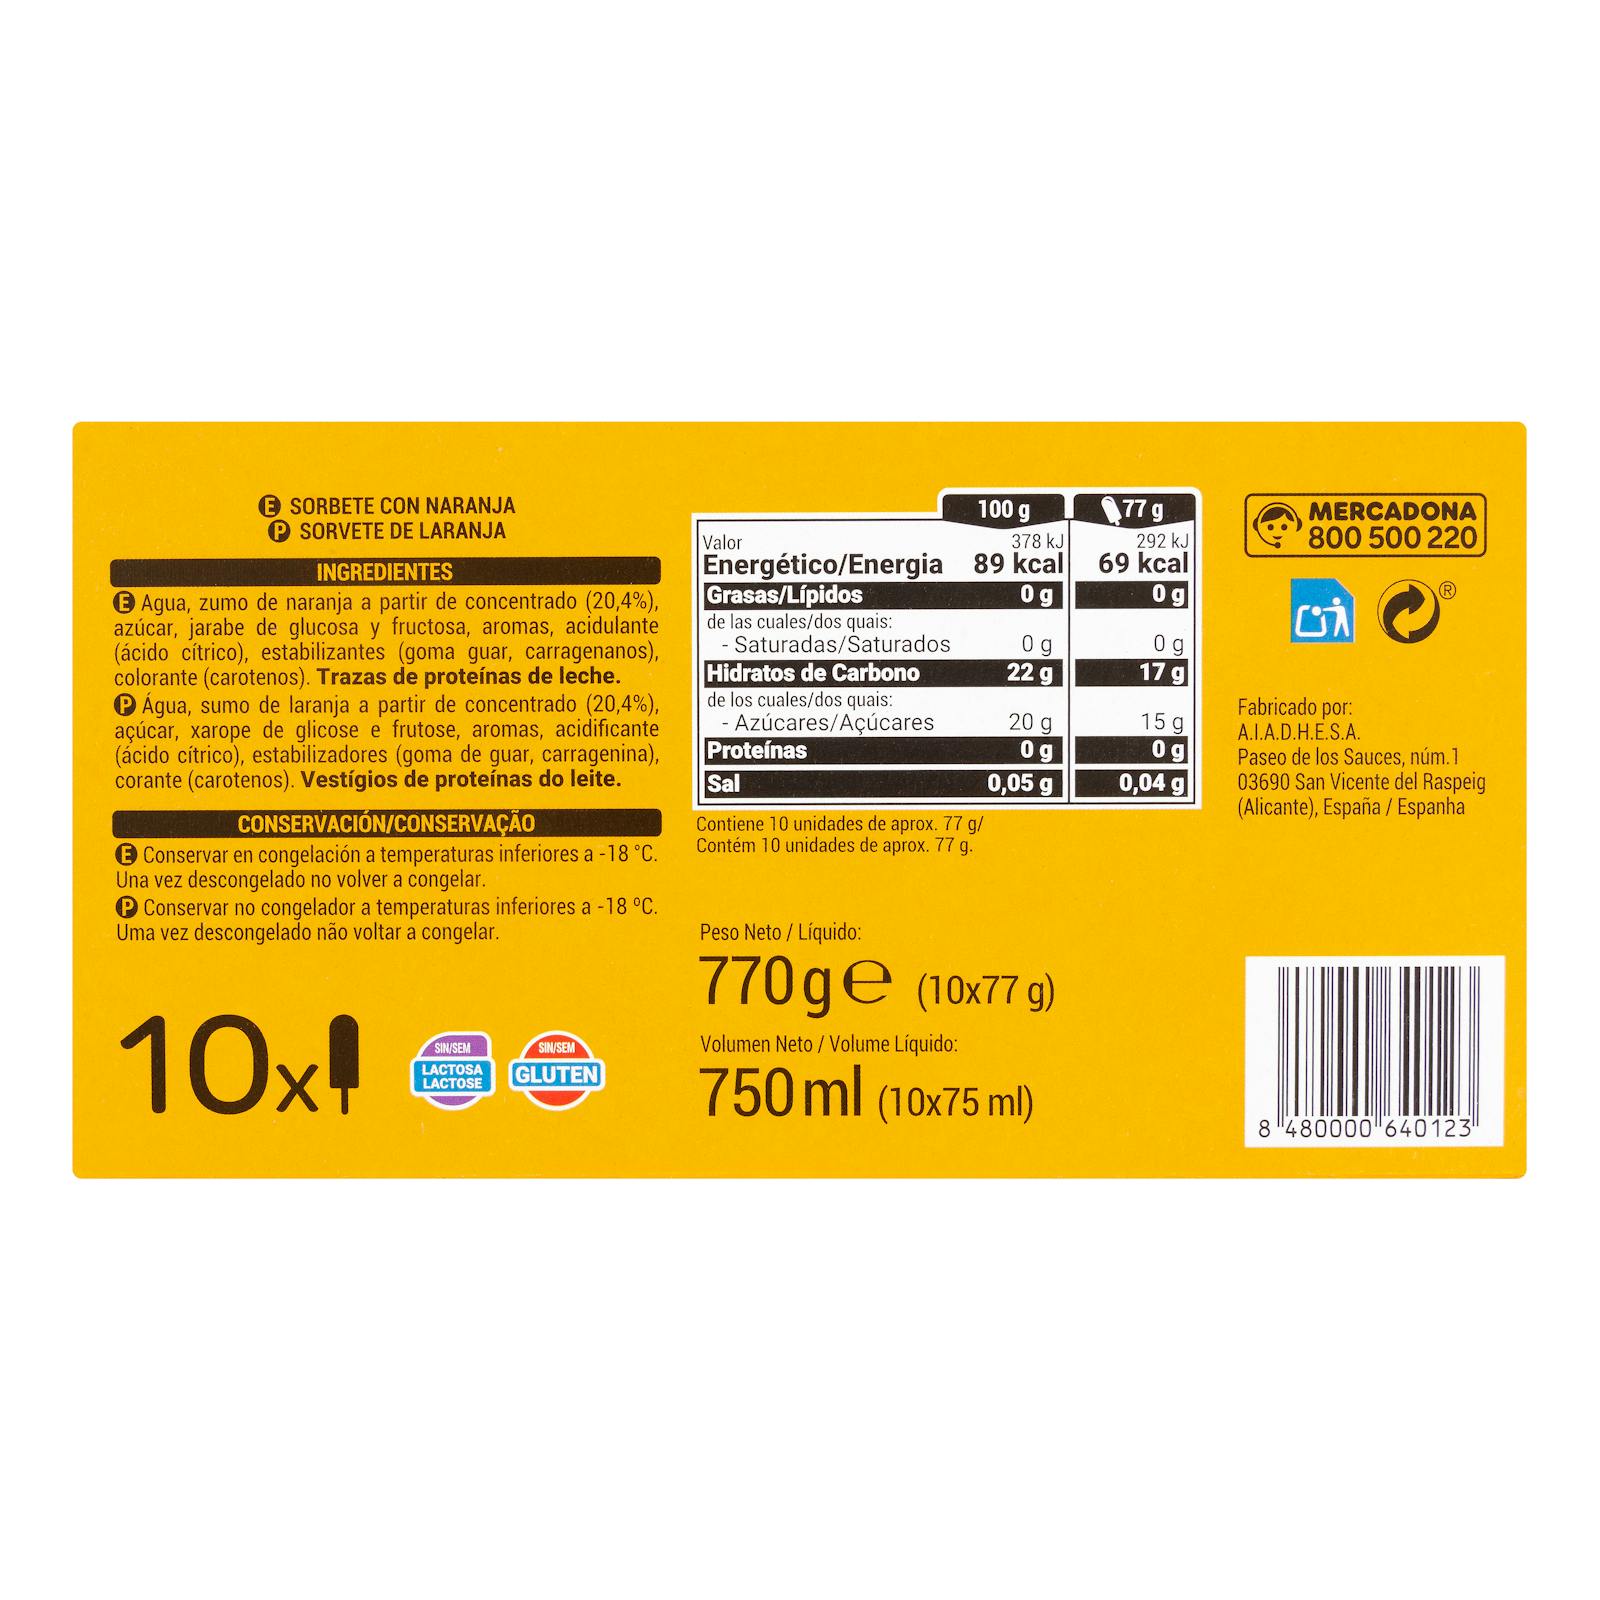 E SORBETE CON NARANJA
P SORVETE DE LARANJA
INGREDIENTES
E Agua, zumo de naranja a partir de concentrado (20,4%),
azúcar, jarabe de glucosa y fructosa, aromas, acidulante
(ácido cítrico), estabilizantes (goma guar, carragenanos),
colorante (carotenos). Trazas de proteínas de leche.
P Água, sumo de laranja a partir de concentrado (20,4%),
açúcar, xarope de glicose e frutose, aromas, acidificante
(ácido cítrico), estabilizadores (goma de guar, carragenina),
corante (carotenos). Vestígios de proteínas do leite.
CONSERVACIÓN/CONSERVAÇÃO
E Conservar en congelación a temperaturas inferiores a -18 °C.
Una vez descongelado no volver a congelar.
P Conservar no congelador a temperaturas inferiores a -18 ºC.
Uma vez descongelado não voltar a congelar.
10x
SIN/SEM
LACTOSA
LACTOSE
SIN/SEM
GLUTEN
100 g 77 g
Valor 378 kJ 292 kJ
Energético/Energia 89 kcal 69 kcal
Grasas/Lípidos 0 g 0 g
de las cuales/dos quais:
- Saturadas/Saturados 0 g 0 g
Hidratos de Carbono 22 g 17 g
de los cuales/dos quais:
- Azúcares/Açúcares 20 g 15 g
Proteínas 0 g 0 g
Sal 0,05 g 0,04 g
Contiene 10 unidades de aprox. 77 g/
Contém 10 unidades de aprox. 77 g.
Peso Neto / Líquido:
770 g ℮ (10x77 g)
Volumen Neto / Volume Líquido:
750 ml (10x75 ml)
MERCADONA
800 500 220
®
Fabricado por:
A.I.A.D.H.E.S.A.
Paseo de los Sauces, núm.1
03690 San Vicente del Raspeig
(Alicante), España / Espanha
8 480000 640123